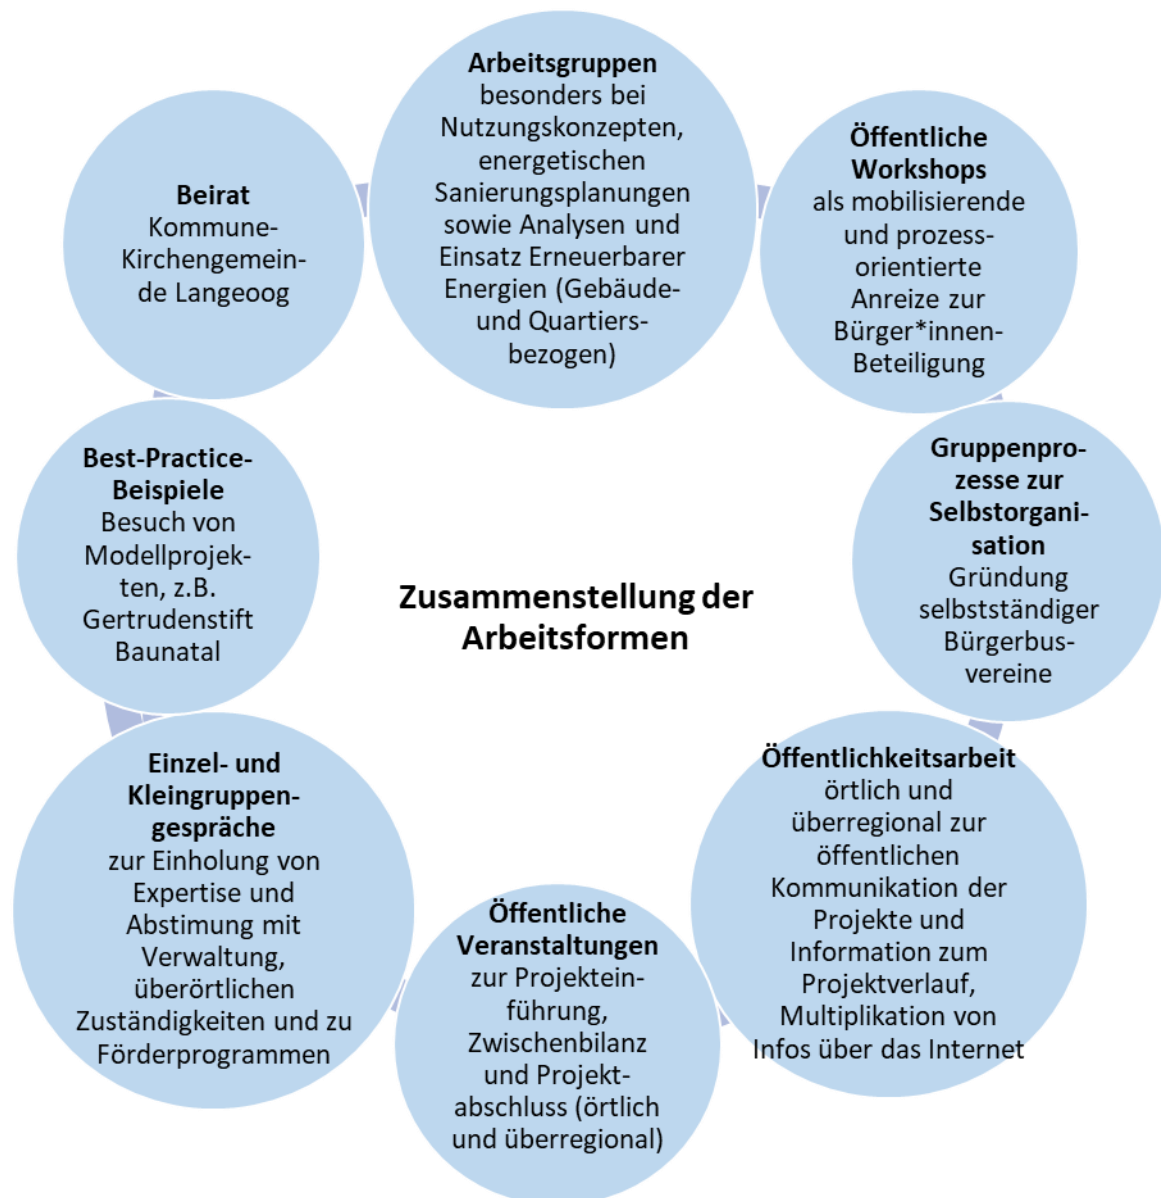 Arbeitsgruppen
besonders bei
Nutzungskonzepten,
energetischen
Sanierungsplanungen
sowie Analysen und
Einsatz Erneuerbarer
Energien (Gebäude-
und Quartiers-
bezogen)
Öffentliche
Workshops
als mobilisierende
und prozess-
orientierte
Anreize zur
Bürger*innen-
Beteiligung
Gruppenpro-
zesse zur
Selbstorgani-
sation
Gründung
selbstständiger
Bürgerbus-
vereine
Öffentlichkeitsarbeit
örtlich und
überregional zur
öffentlichen
Kommunikation der
Projekte und
Information zum
Projektverlauf,
Multiplikation von
Infos über das Internet
Öffentliche
Veranstaltungen
zur Projektein-
führung,
Zwischenbilanz
und Projekt-
abschluss (örtlich
und überregional)
Einzel- und
Kleingruppen-
gespräche
zur Einholung von
Expertise und
Abstimung mit
Verwaltung,
überörtlichen
Zuständigkeiten und zu
Förderprogrammen
Best-Practice-
Beispiele
Besuch von
Modellprojek-
ten, z.B.
Gertrudenstift
Baunatal
Beirat
Kommune-
Kirchengemein-
de Langeoog
Zusammenstellung der
Arbeitsformen